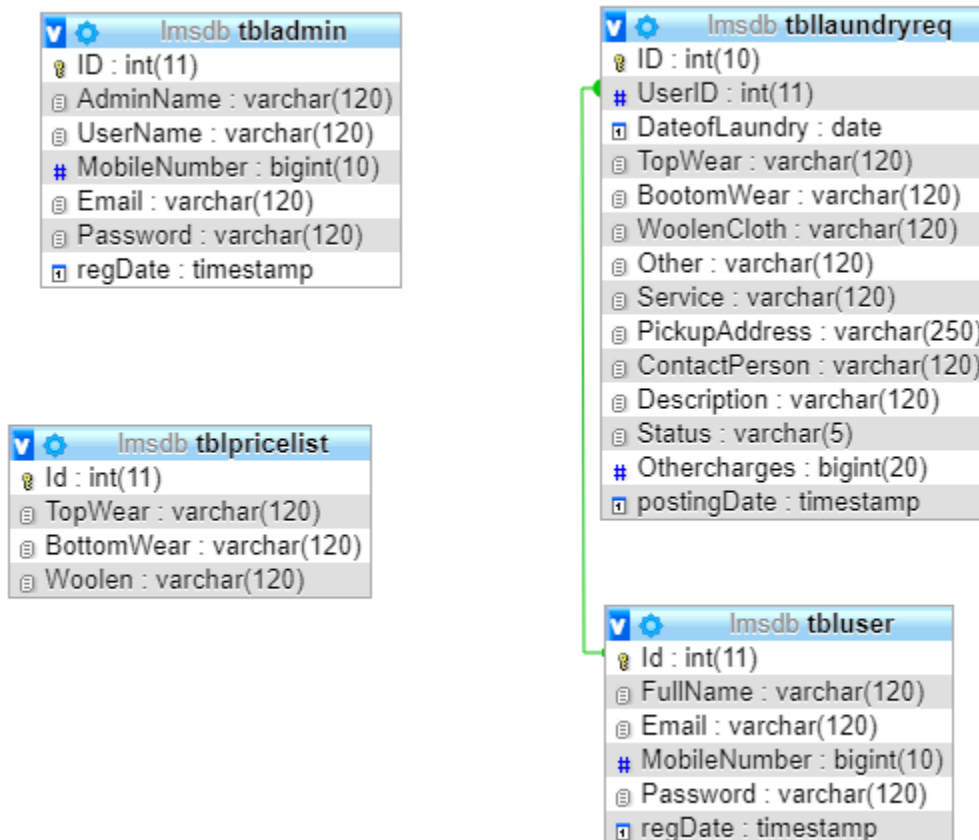 lmsdb tbladmin
ID : int(11)
AdminName : varchar(120)
UserName : varchar(120)
MobileNumber : bigint(10)
Email : varchar(120)
Password : varchar(120)
regDate : timestamp
lmsdb tbllaundryreq
ID : int(10)
UserID : int(11)
DateofLaundry : date
TopWear : varchar(120)
BootomWear : varchar(120)
WoolenCloth : varchar(120)
Other : varchar(120)
Service : varchar(120)
PickupAddress : varchar(250)
ContactPerson : varchar(120)
Description : varchar(120)
Status : varchar(5)
Othercharges : bigint(20)
postingDate : timestamp
lmsdb tblpricelist
Id : int(11)
TopWear : varchar(120)
BottomWear : varchar(120)
Woolen : varchar(120)
lmsdb tbluser
Id : int(11)
FullName : varchar(120)
Email : varchar(120)
MobileNumber : bigint(10)
Password : varchar(120)
regDate : timestamp